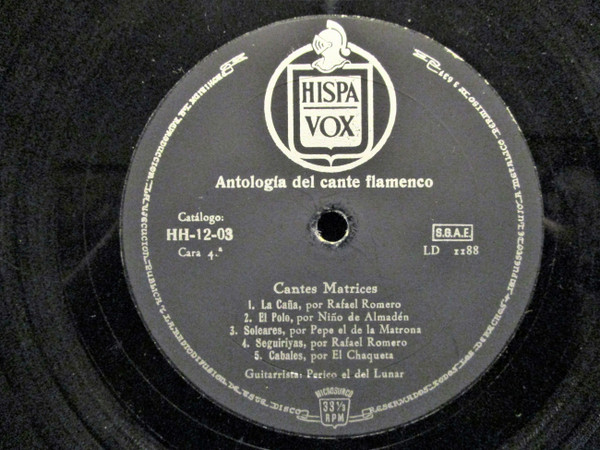 HISPA
VOX
Antología del cante flamenco
Catálogo:
HH-12-03
Cara 4.ª
S.G.A.E.
LD 1188
Cantes Matrices
1. La Caña, por Rafael Romero
2. El Polo, por Niño de Almadén
3. Soleares, por Pepe el de la Matrona
4. Seguiriyas, por Rafael Romero
5. Cabales, por El Chaqueta
Guitarrista: Perico el del Lunar
MICROSURCO
33 1/3
RPM